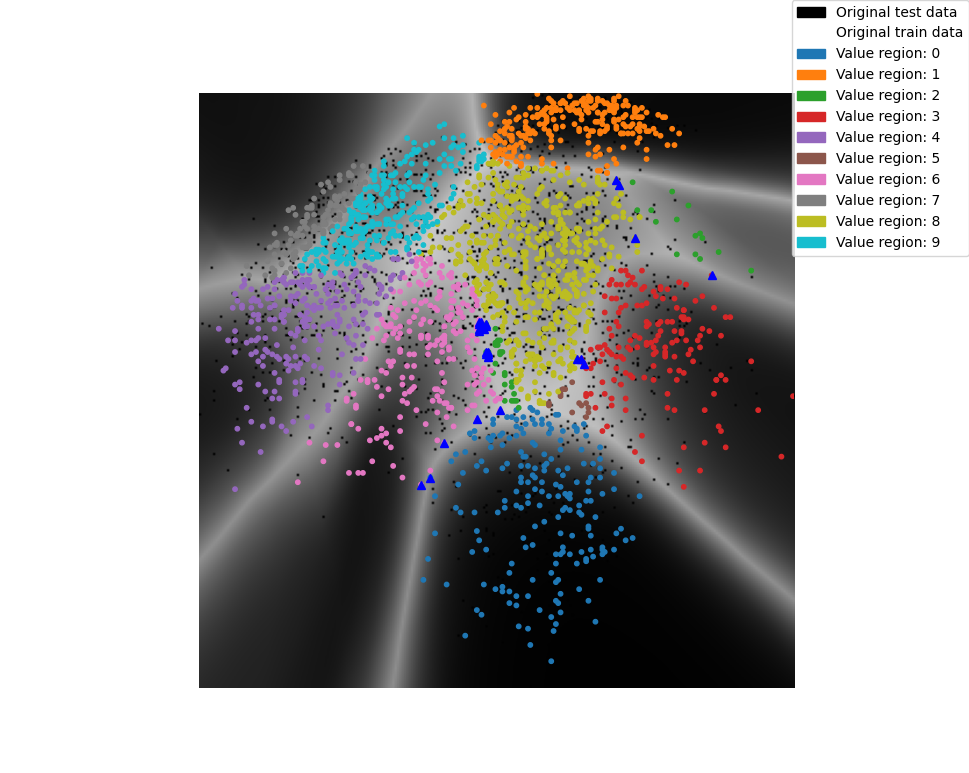 Original test data
Original train data
Value region: 0
Value region: 1
Value region: 2
Value region: 3
Value region: 4
Value region: 5
Value region: 6
Value region: 7
Value region: 8
Value region: 9